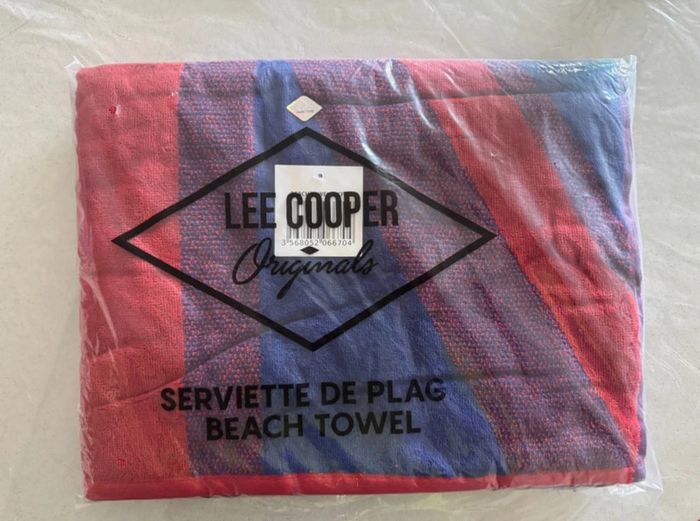 LEE COOPER
3 568052 066704
Originals
SERVIETTE DE PLAG
BEACH TOWEL